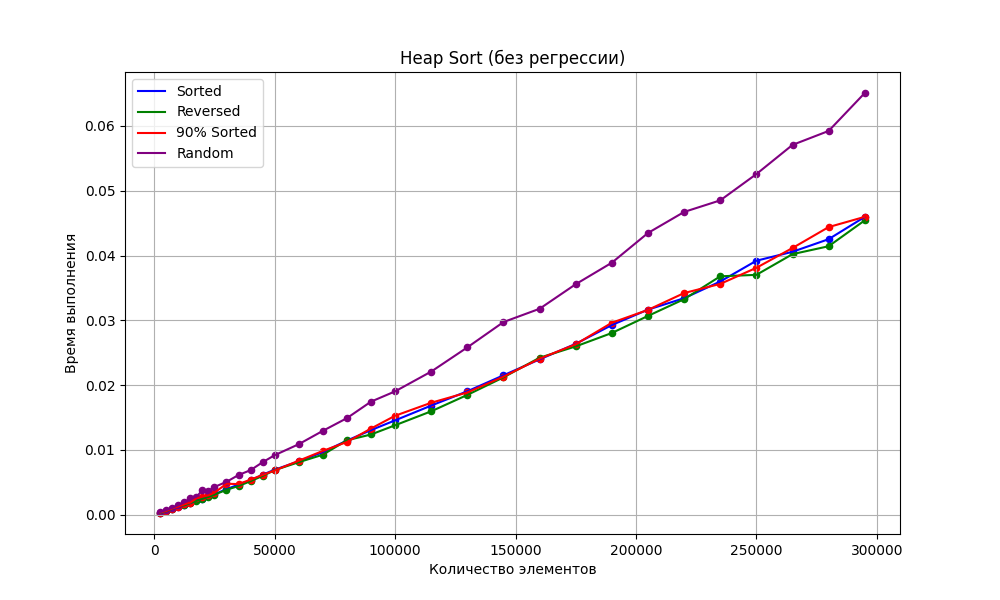 Heap Sort (без регрессии)
Sorted
Reversed
90% Sorted
Random
Время выполнения
0.06
0.05
0.04
0.03
0.02
0.01
0.00
0
50000
100000
150000
200000
250000
300000
Количество элементов